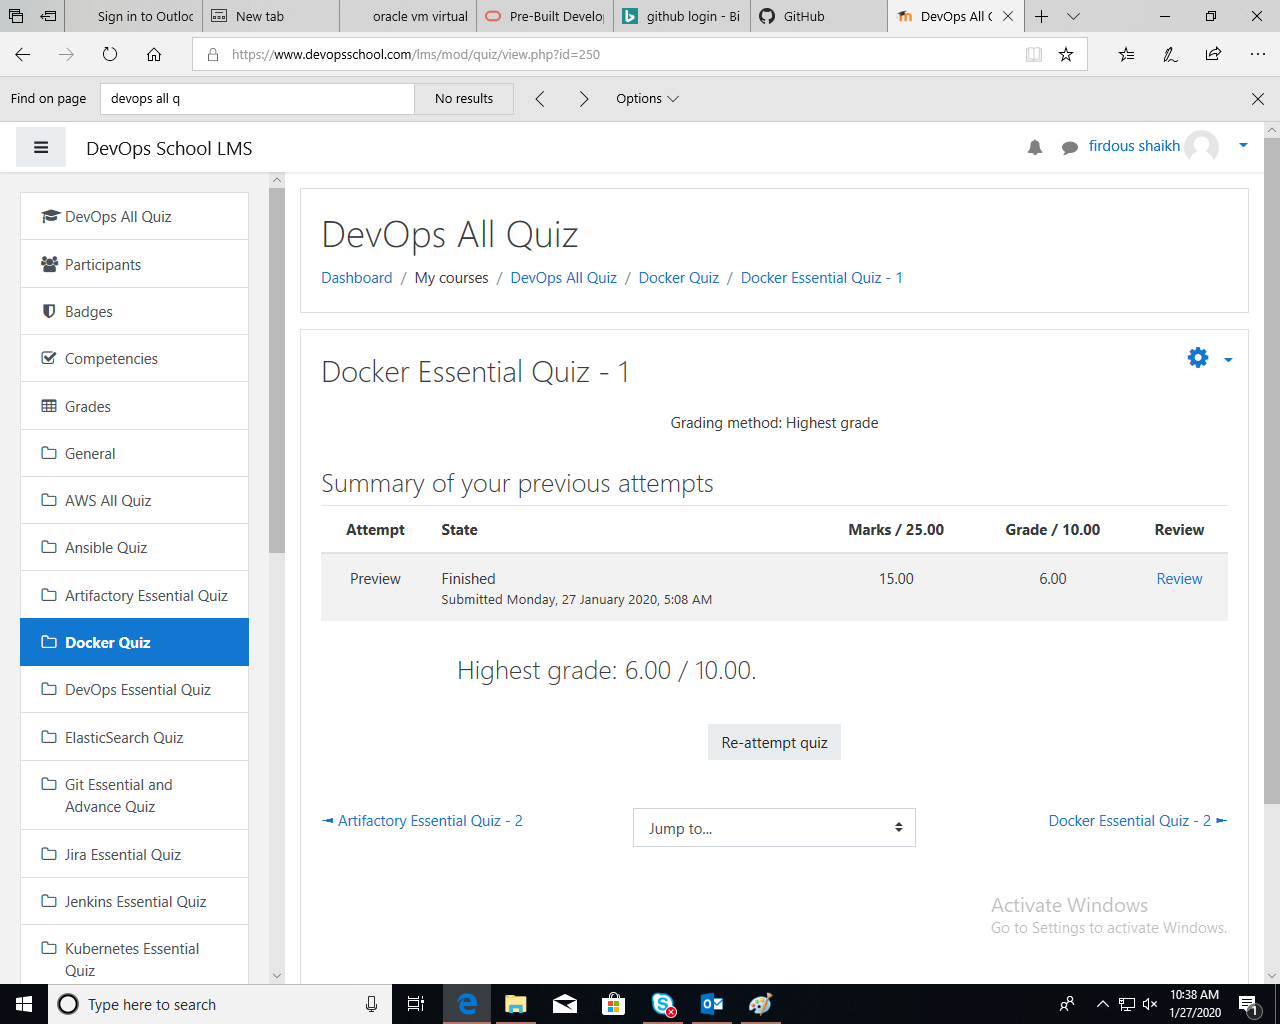 Sign in to Outloc
New tab
oracle vm virtual
Pre-Built Develo
github login - Bi
GitHub
DevOps All
https://www.devopsschool.com/lms/mod/quiz/view.php?id=250
Find on page
devops all q
No results
Options
DevOps School LMS
firdous shaikh
DevOps All Quiz
Participants
Badges
Competencies
Grades
General
AWS All Quiz
Ansible Quiz
Artifactory Essential Quiz
Docker Quiz
DevOps Essential Quiz
ElasticSearch Quiz
Git Essential and
Advance Quiz
Jira Essential Quiz
Jenkins Essential Quiz
Kubernetes Essential
Quiz
DevOps All Quiz
Dashboard / My courses / DevOps All Quiz / Docker Quiz / Docker Essential Quiz - 1
Docker Essential Quiz - 1
Grading method: Highest grade
Summary of your previous attempts
Attempt State Marks / 25.00 Grade / 10.00 Review
Preview Finished 15.00 6.00 Review
Submitted Monday, 27 January 2020, 5:08 AM
Highest grade: 6.00 / 10.00.
Re-attempt quiz
◄ Artifactory Essential Quiz - 2
Jump to...
Docker Essential Quiz - 2 ►
Activate Windows
Go to Settings to activate Windows.
Type here to search
10:38 AM
1/27/2020
1